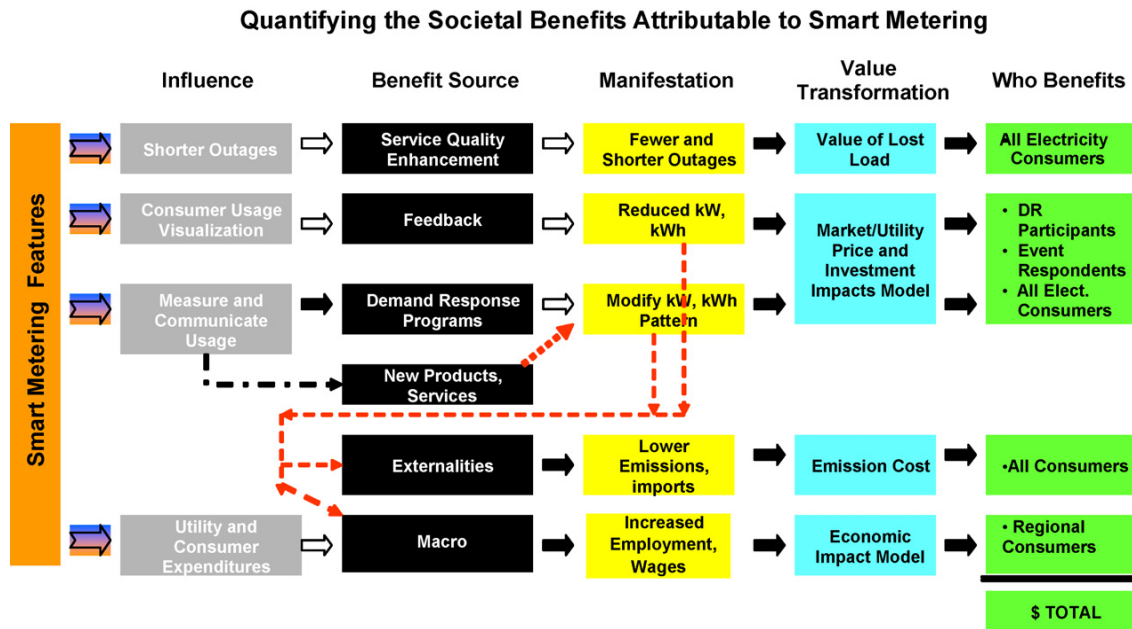 Quantifying the Societal Benefits Attributable to Smart Metering
Influence
Benefit Source
Manifestation
Value
Transformation
Who Benefits
Smart Metering Features
Shorter Outages
Service Quality
Enhancement
Fewer and
Shorter Outages
Value of Lost
Load
All Electricity
Consumers
Consumer Usage
Visualization
Feedback
Reduced kW,
kWh
Market/Utility
Price and
Investment
Impacts Model
• DR
Participants
• Event
Respondents
• All Elect.
Consumers
Measure and
Communicate
Usage
Demand Response
Programs
Modify kW, kWh
Pattern
New Products,
Services
Externalities
Lower
Emissions,
imports
Emission Cost
•All Consumers
Utility and
Consumer
Expenditures
Macro
Increased
Employment,
Wages
Economic
Impact Model
• Regional
Consumers
$ TOTAL